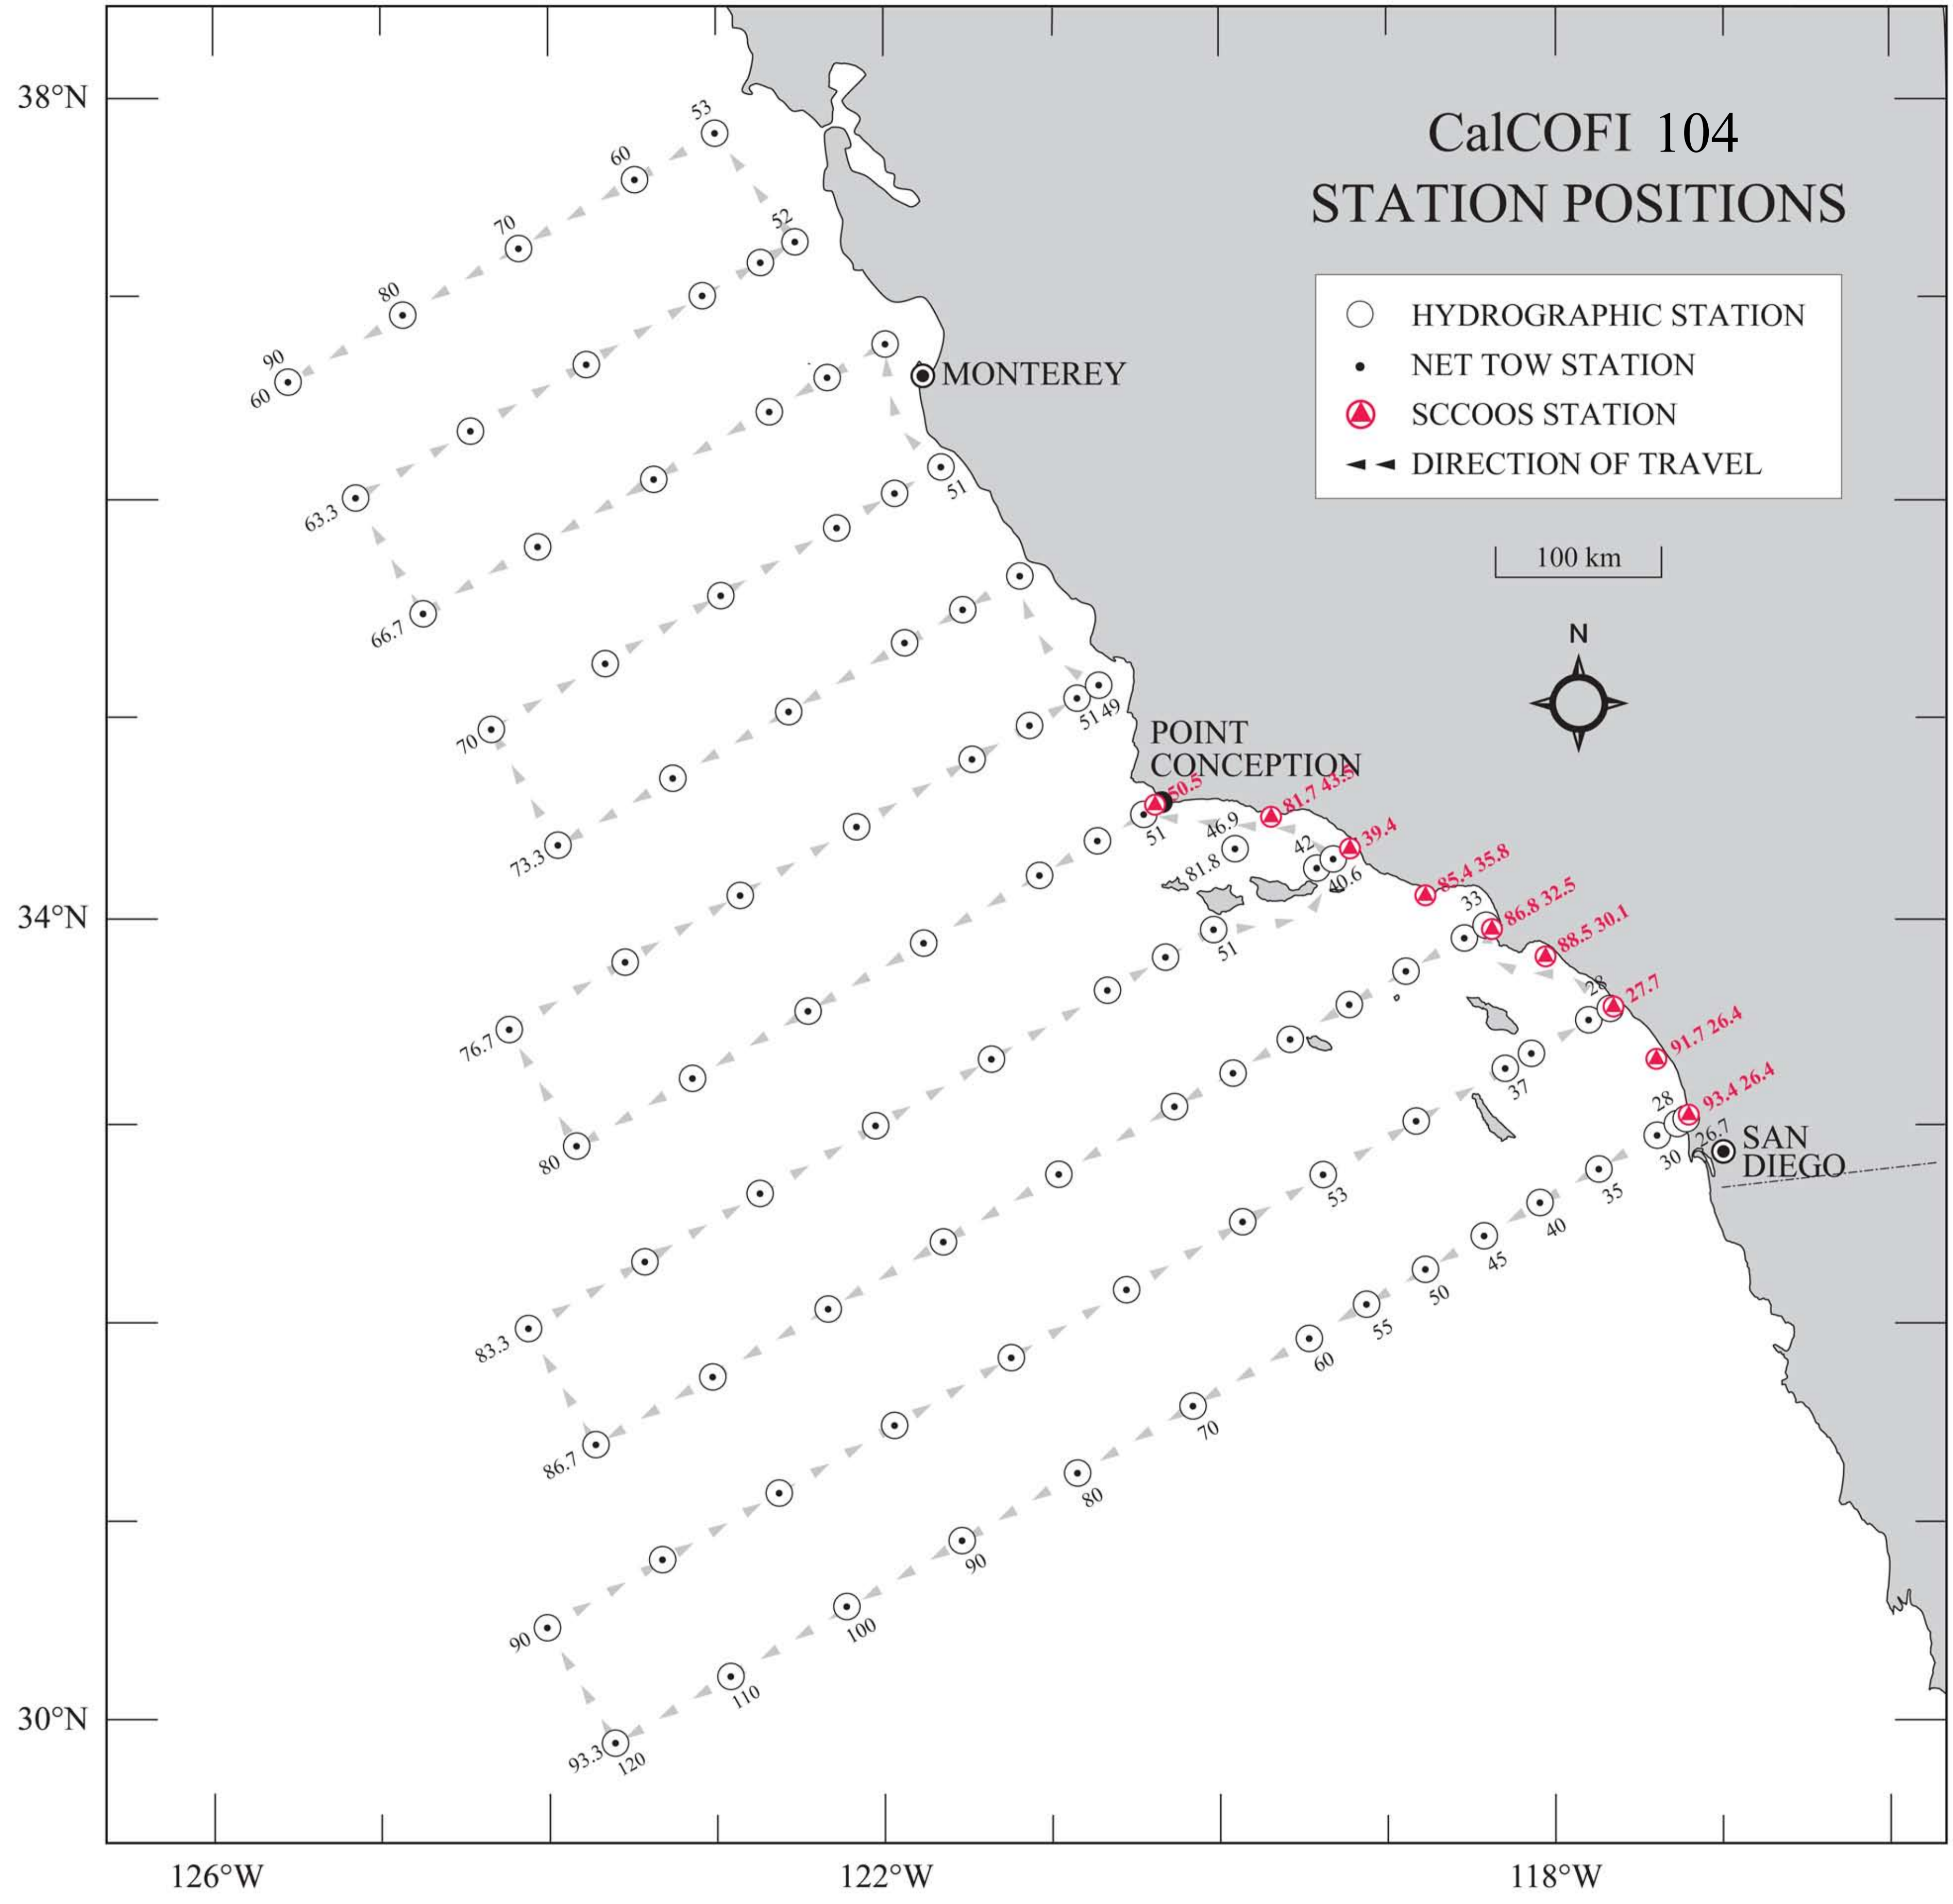 38°N
34°N
30°N
126°W
122°W
118°W
CalCOFI 104
STATION POSITIONS
HYDROGRAPHIC STATION
NET TOW STATION
SCCOOS STATION
DIRECTION OF TRAVEL
100 km
N
MONTEREY
POINT
CONCEPTION
SAN
DIEGO
53
60
70
80
90
60
52
63.3
66.7
51
70
73.3
51 49
76.7
80
50.5
51
46.9
81.8
81.7 43.5
42
40.6
39.4
51
83.3
85.4 35.8
33
86.8 32.5
88.5 30.1
86.7
28
27.7
37
53
90
91.7 26.4
93.4 26.4
28
26.7
30
35
40
45
50
55
60
70
80
90
100
110
120
93.3